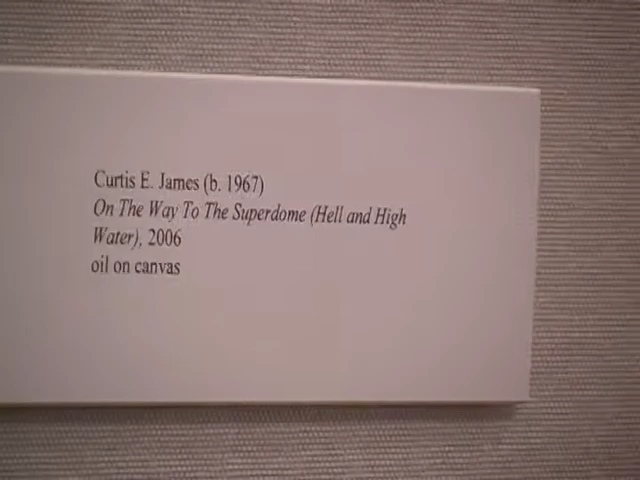 Curtis E. James (b. 1967)
On The Way To The Superdome (Hell and High
Water), 2006
oil on canvas